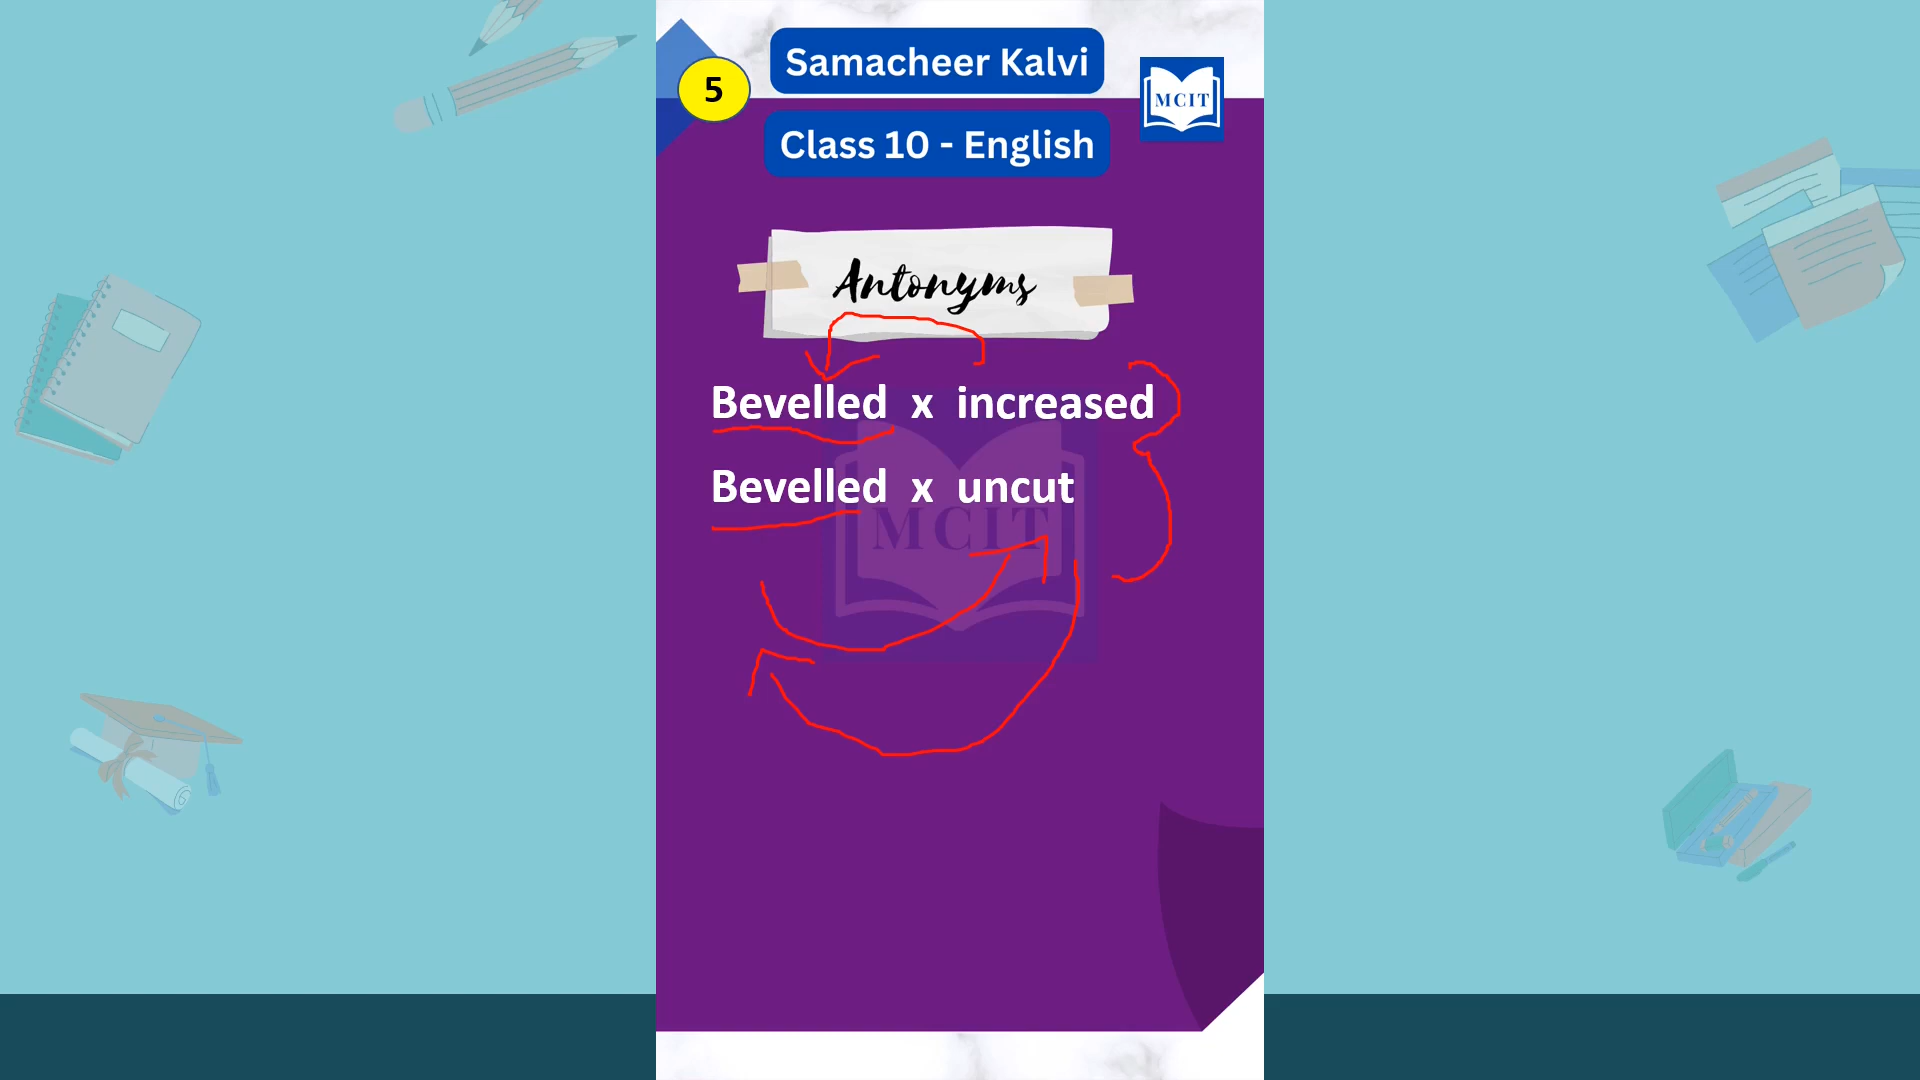 Samacheer Kalvi
5
MCIT
Class 10 - English
Antonyms
Bevelled x increased
Bevelled x uncut
MCIT